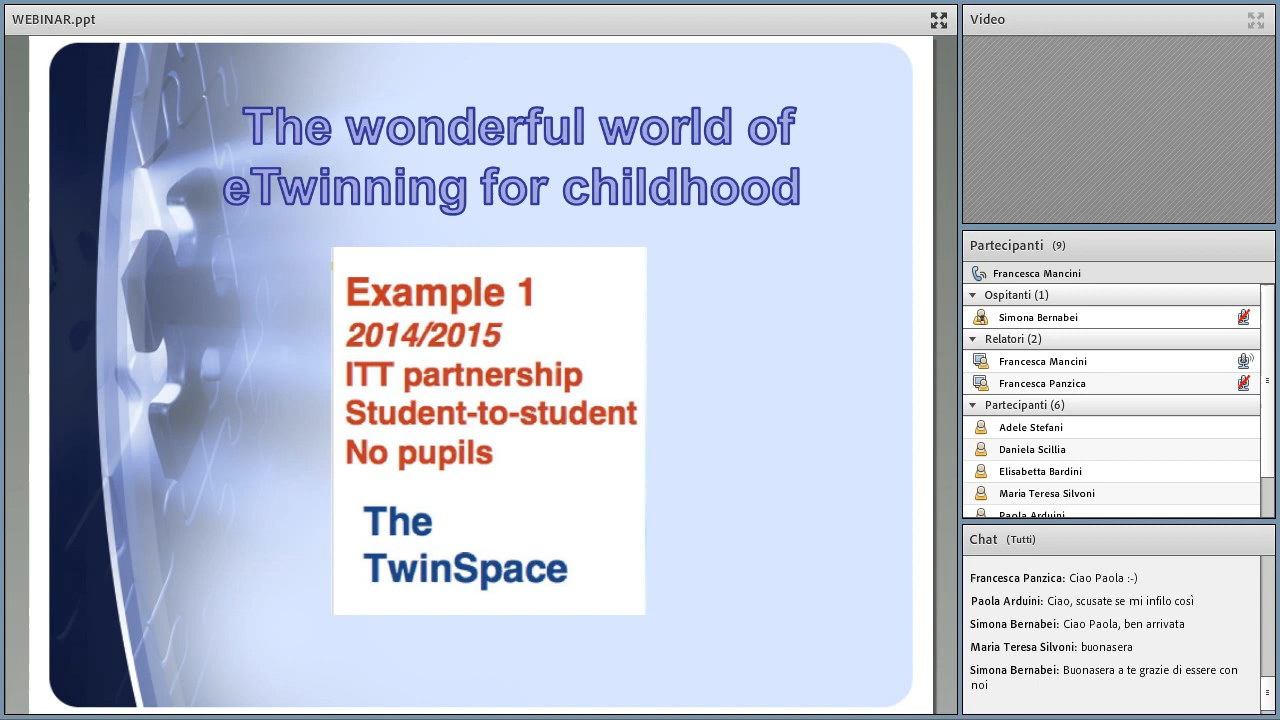 WEBINAR.ppt
The wonderful world of
eTwinning for childhood
Example 1
2014/2015
ITT partnership
Student-to-student
No pupils
The
TwinSpace
Video
Partecipanti (9)
Francesca Mancini
Ospitanti (1)
Simona Bernabei
Relatori (2)
Francesca Mancini
Francesca Panzica
Partecipanti (6)
Adele Stefani
Daniela Scillia
Elisabetta Bardini
Maria Teresa Silvoni
Paola Arduini
Chat (Tutti)
Francesca Panzica: Ciao Paola :-)
Paola Arduini: Ciao, scusate se mi infilo così
Simona Bernabei: Ciao Paola, ben arrivata
Maria Teresa Silvoni: buonasera
Simona Bernabei: Buonasera a te grazie di essere con
noi